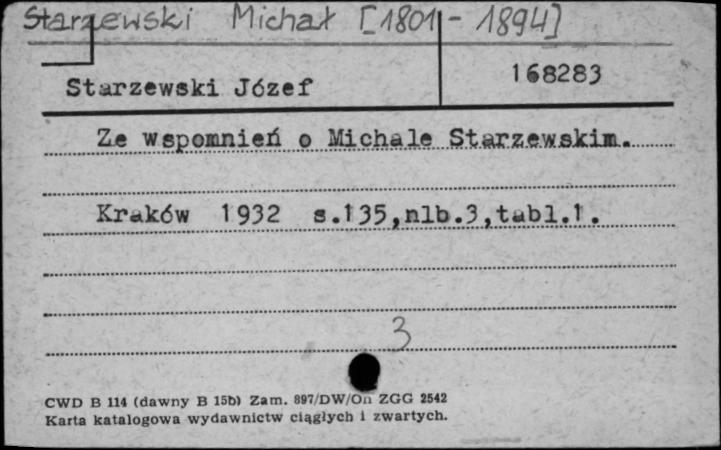 Starzewski Michał [1801 - 1894]
168283
Starzewski Józef
Ze wspomnień o Michale Starzewskim.
Kraków 1932 s.135,nlb.3,tabl.1.
3
CWD B 114 (dawny B 15b) Zam. 897/DW/On ZGG 2542
Karta katalogowa wydawnictw ciągłych i zwartych.